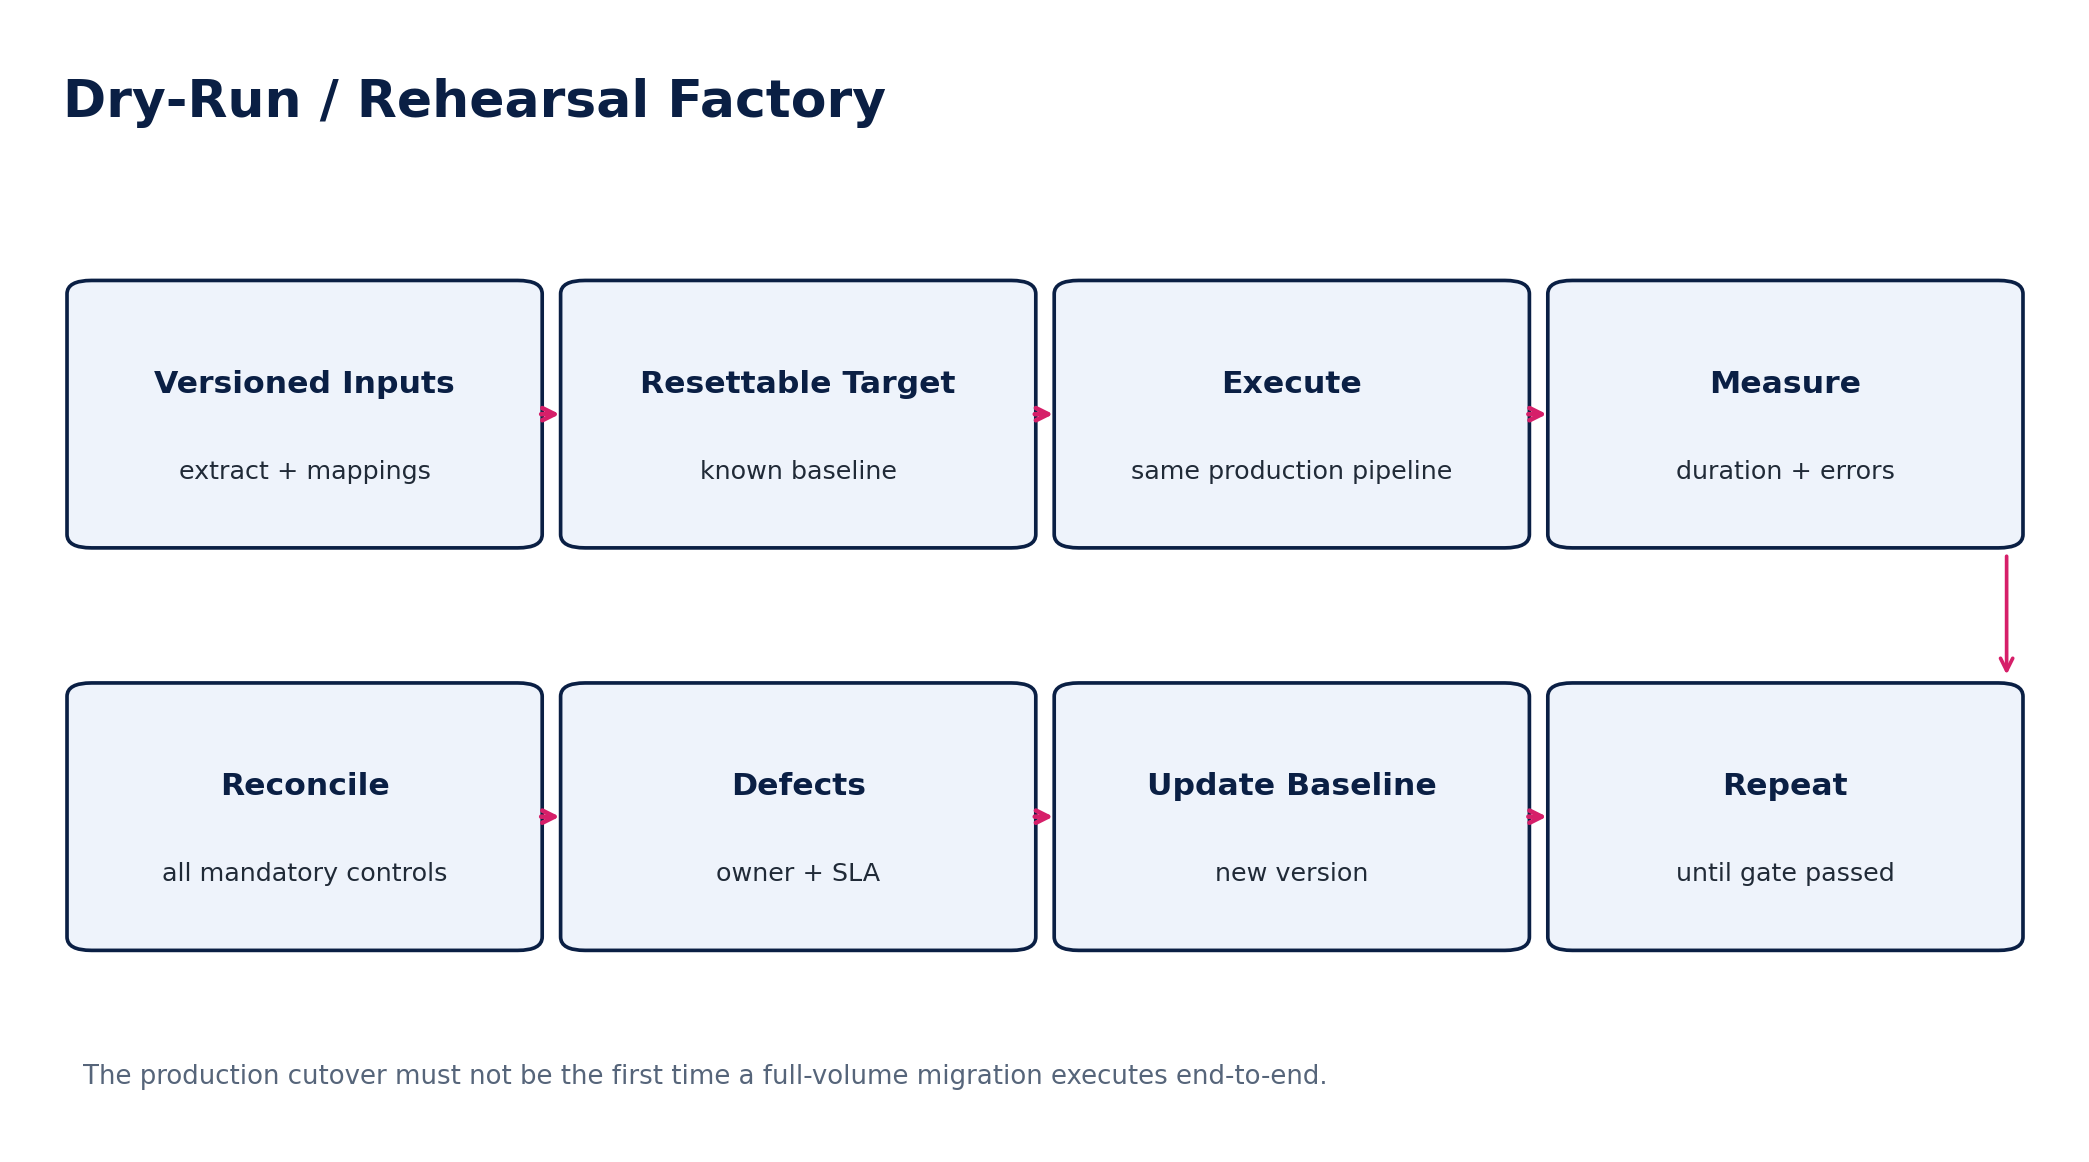 Dry-Run / Rehearsal Factory
Versioned Inputs
extract + mappings
Resettable Target
known baseline
Execute
same production pipeline
Measure
duration + errors
Reconcile
all mandatory controls
Defects
owner + SLA
Update Baseline
new version
Repeat
until gate passed
The production cutover must not be the first time a full-volume migration executes end-to-end.